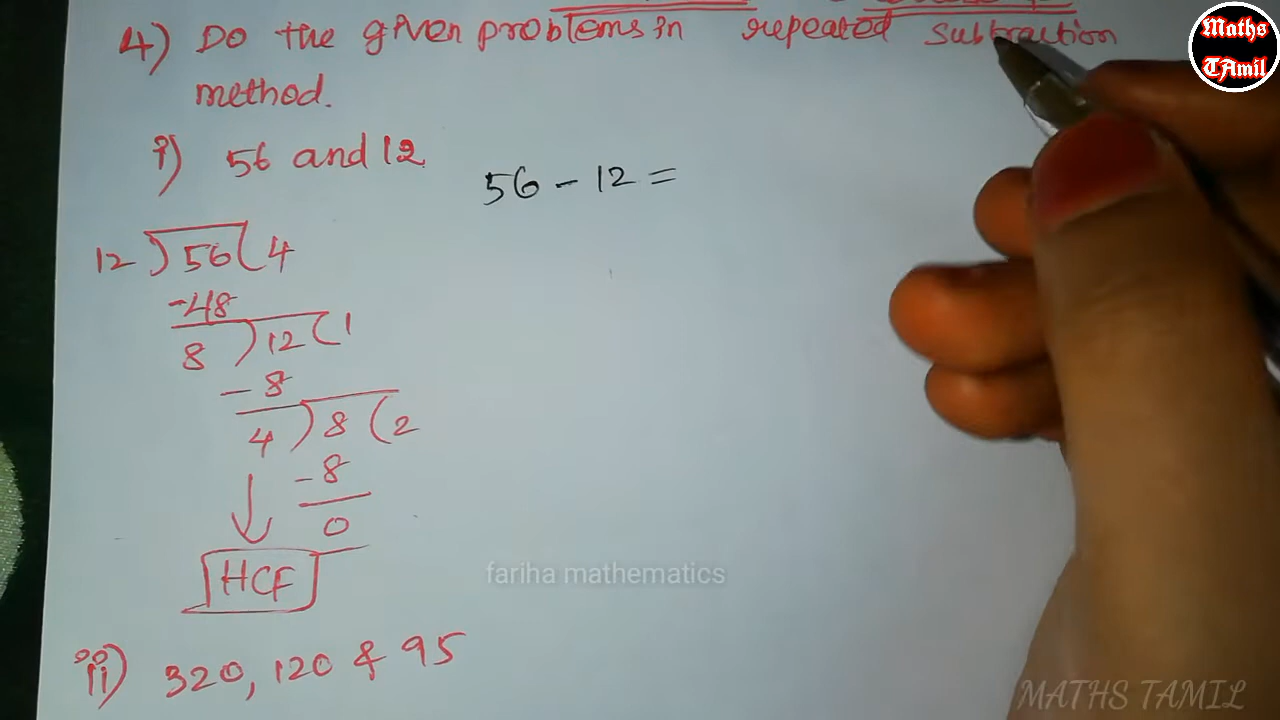 4) Do the given problems in repeated subtraction
method.
i) 56 and 12
56 - 12 =
12 ) 56 ( 4
-48
8 ) 12 ( 1
- 8
4 ) 8 ( 2
- 8
0
HCF
ii) 320, 120 & 95
fariha mathematics
Maths
TAmil
MATHS TAMIL